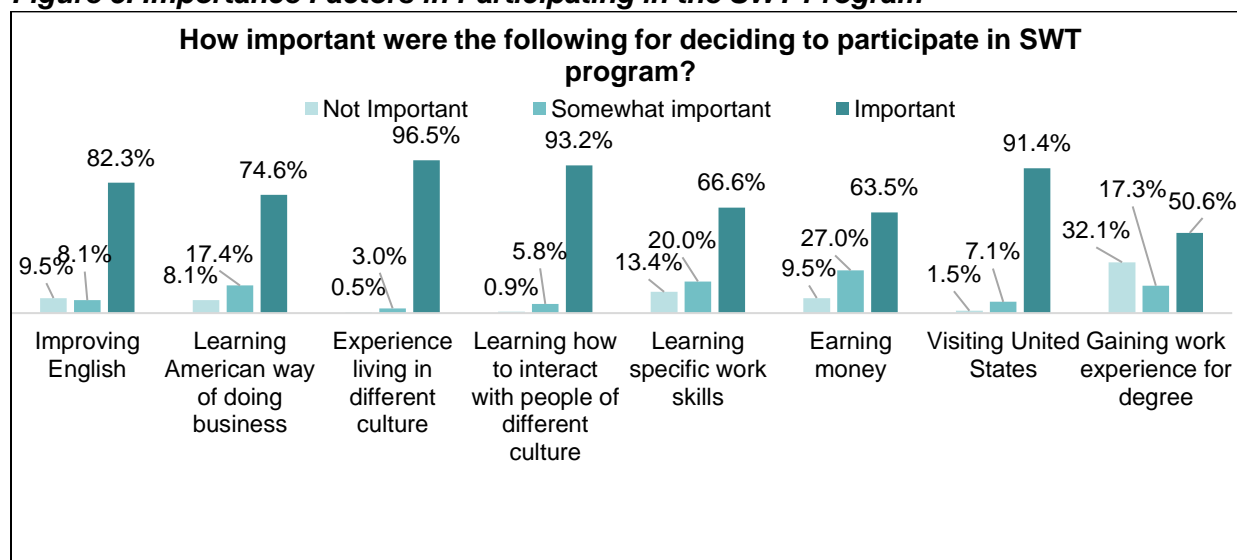 How important were the following for deciding to participate in SWT
program?
Not Important Somewhat important Important
9.5% 8.1% 82.3%
8.1% 17.4% 74.6%
0.5% 3.0% 96.5%
0.9% 5.8% 93.2%
13.4% 20.0% 66.6%
9.5% 27.0% 63.5%
1.5% 7.1% 91.4%
32.1% 17.3% 50.6%
Improving
English
Learning
American way
of doing
business
Experience
living in
different
culture
Learning how
to interact
with people of
different
culture
Learning
specific work
skills
Earning
money
Visiting United
States
Gaining work
experience for
degree